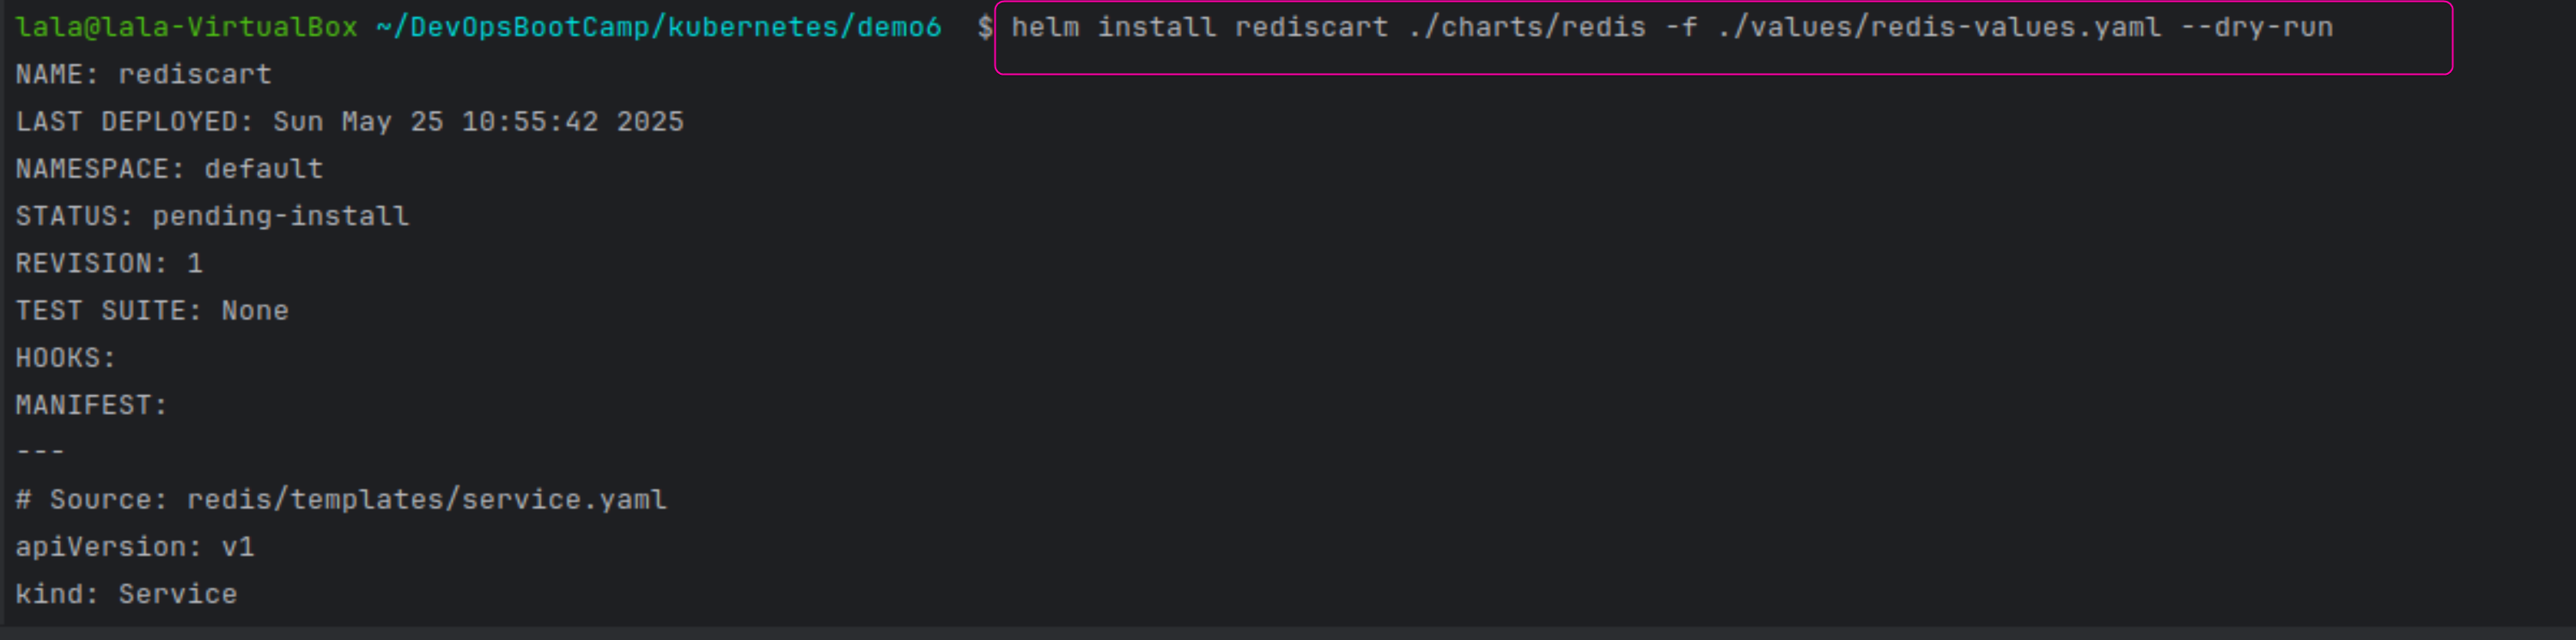 lala@lala-VirtualBox ~/DevOpsBootCamp/kubernetes/demo6 $ helm install rediscart ./charts/redis -f ./values/redis-values.yaml --dry-run
NAME: rediscart
LAST DEPLOYED: Sun May 25 10:55:42 2025
NAMESPACE: default
STATUS: pending-install
REVISION: 1
TEST SUITE: None
HOOKS:
MANIFEST:
---
# Source: redis/templates/service.yaml
apiVersion: v1
kind: Service